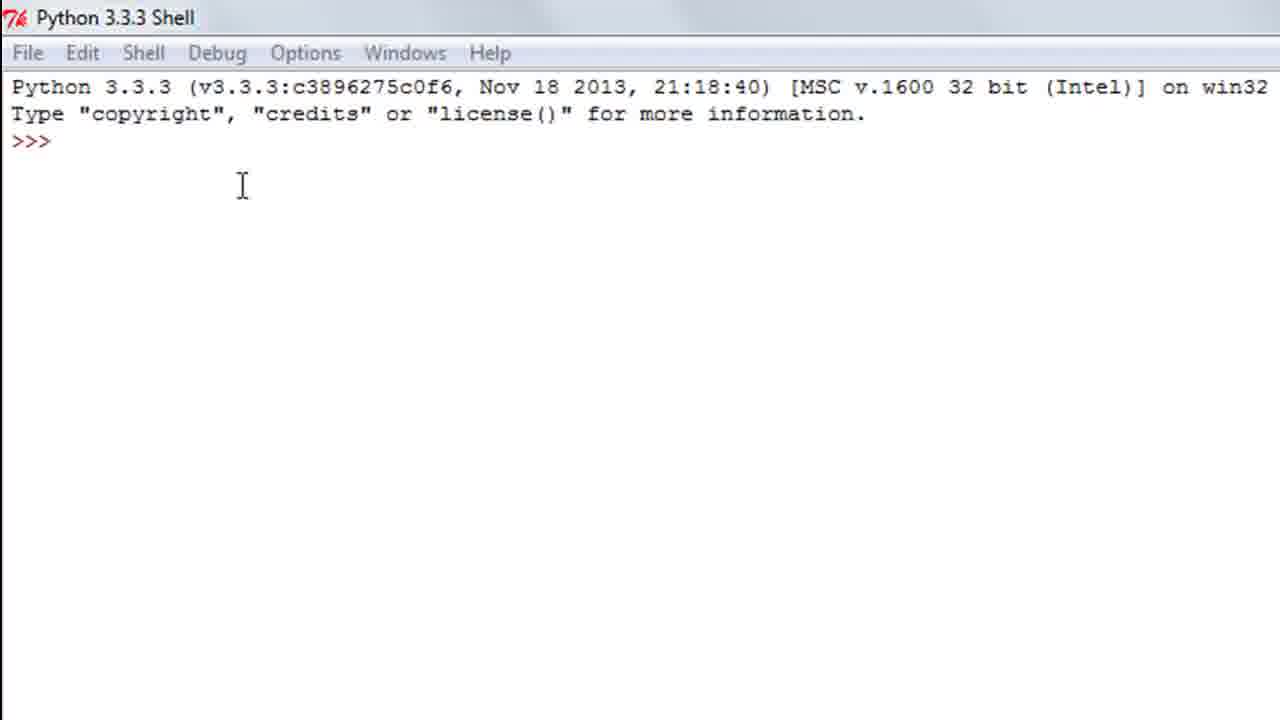 Python 3.3.3 Shell
File Edit Shell Debug Options Windows Help
Python 3.3.3 (v3.3.3:c3896275c0f6, Nov 18 2013, 21:18:40) [MSC v.1600 32 bit (Intel)] on win32
Type "copyright", "credits" or "license()" for more information.
>>>